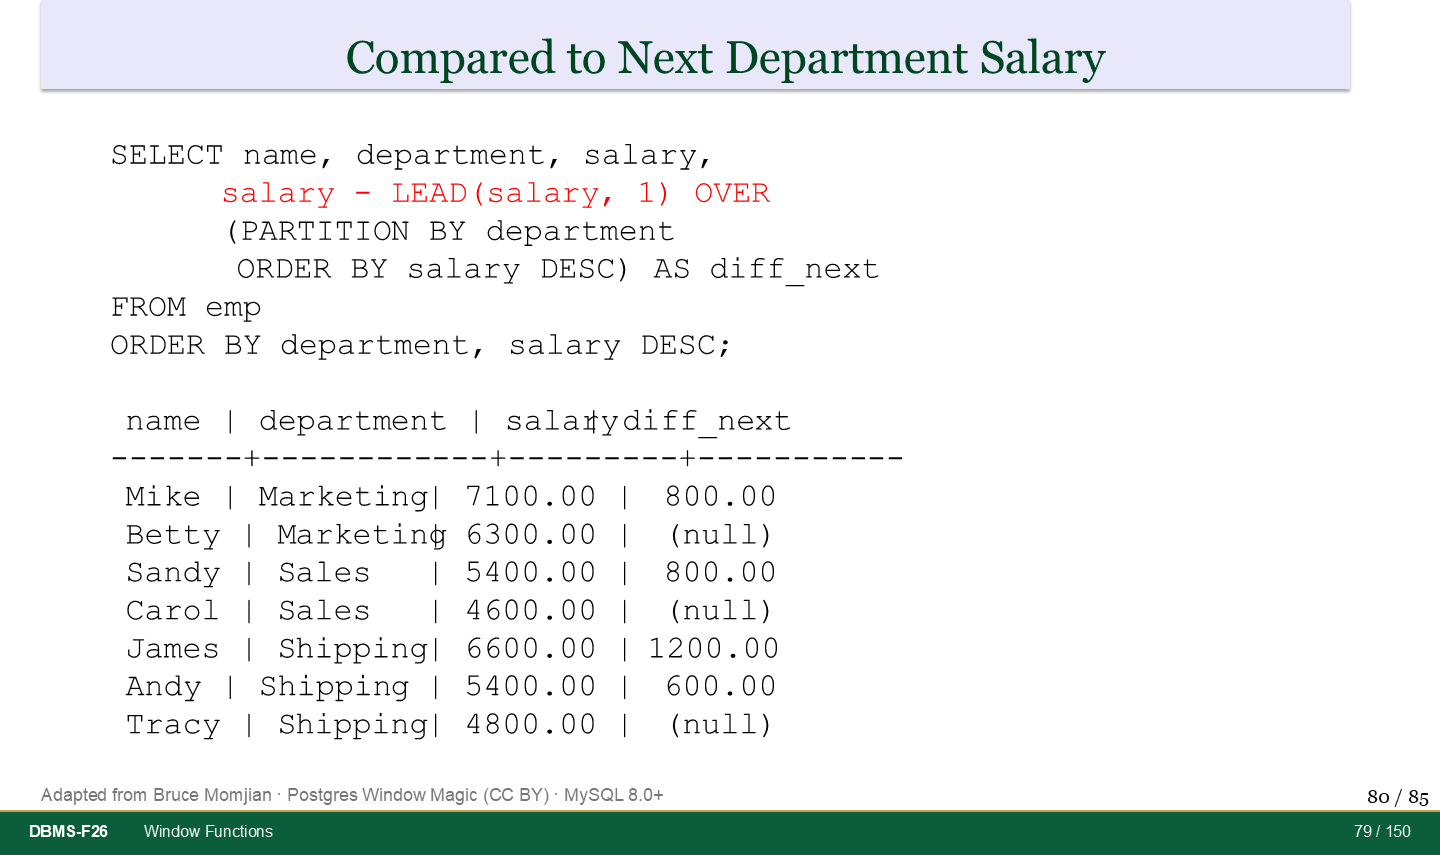 Compared to Next Department Salary
SELECT name, department, salary,
salary - LEAD(salary, 1) OVER
(PARTITION BY department
ORDER BY salary DESC) AS diff_next
FROM emp
ORDER BY department, salary DESC;
name | department | salary | diff_next
-------+------------+---------+-----------
Mike | Marketing| 7100.00 | 800.00
Betty | Marketing| 6300.00 | (null)
Sandy | Sales | 5400.00 | 800.00
Carol | Sales | 4600.00 | (null)
James | Shipping| 6600.00 | 1200.00
Andy | Shipping | 5400.00 | 600.00
Tracy | Shipping| 4800.00 | (null)
Adapted from Bruce Momjian · Postgres Window Magic (CC BY) · MySQL 8.0+
80 / 85
DBMS-F26 Window Functions 79 / 150